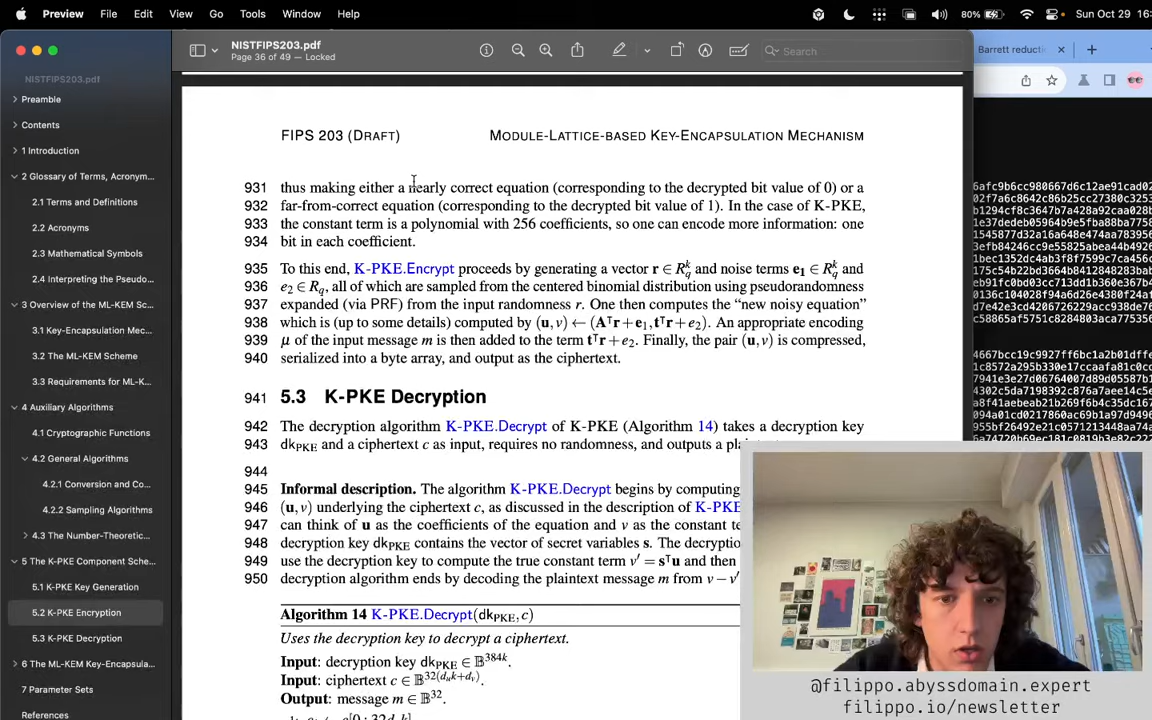 Preview File Edit View Go Tools Window Help 80% Sun Oct 29 16:
NISTFIPS203.pdf
Page 36 of 49 — Locked
Search
Barrett reducti
NISTFIPS203.pdf
Preamble
Contents
1 Introduction
2 Glossary of Terms, Acronym...
2.1 Terms and Definitions
2.2 Acronyms
2.3 Mathematical Symbols
2.4 Interpreting the Pseudo...
3 Overview of the ML-KEM Sc...
3.1 Key-Encapsulation Mec...
3.2 The ML-KEM Scheme
3.3 Requirements for ML-K...
4 Auxiliary Algorithms
4.1 Cryptographic Functions
4.2 General Algorithms
4.2.1 Conversion and Co...
4.2.2 Sampling Algorithms
4.3 The Number-Theoretic...
5 The K-PKE Component Sche...
5.1 K-PKE Key Generation
5.2 K-PKE Encryption
5.3 K-PKE Decryption
6 The ML-KEM Key-Encapsula...
7 Parameter Sets
References
FIPS 203 (DRAFT) MODULE-LATTICE-BASED KEY-ENCAPSULATION MECHANISM
931 thus making either a nearly correct equation (corresponding to the decrypted bit value of 0) or a
932 far-from-correct equation (corresponding to the decrypted bit value of 1). In the case of K-PKE,
933 the constant term is a polynomial with 256 coefficients, so one can encode more information: one
934 bit in each coefficient.
935 To this end, K-PKE.Encrypt proceeds by generating a vector r ∈ R_q^k and noise terms e₁ ∈ R_q^k and
936 e₂ ∈ R_q, all of which are sampled from the centered binomial distribution using pseudorandomness
937 expanded (via PRF) from the input randomness r. One then computes the “new noisy equation”
938 which is (up to some details) computed by (u, v) ← (Aᵀr + e₁, tᵀr + e₂). An appropriate encoding
939 μ of the input message m is then added to the term tᵀr + e₂. Finally, the pair (u, v) is compressed,
940 serialized into a byte array, and output as the ciphertext.
941 5.3 K-PKE Decryption
942 The decryption algorithm K-PKE.Decrypt of K-PKE (Algorithm 14) takes a decryption key
943 dk_PKE and a ciphertext c as input, requires no randomness, and outputs a
944
945 Informal description. The algorithm K-PKE.Decrypt begins by computing
946 (u, v) underlying the ciphertext c, as discussed in the description of K-PKE
947 can think of u as the coefficients of the equation and v as the constant te
948 decryption key dk_PKE contains the vector of secret variables s. The decryptio
949 use the decryption key to compute the true constant term v′ = sᵀu and then
950 decryption algorithm ends by decoding the plaintext message m from v − v′
Algorithm 14 K-PKE.Decrypt(dk_PKE, c)
Uses the decryption key to decrypt a ciphertext.
Input: decryption key dk_PKE ∈ 𝔹^384k.
Input: ciphertext c ∈ 𝔹^32(d_u k+d_v).
Output: message m ∈ 𝔹^32.
@filippo.abyssdomain.expert
filippo.io/newsletter